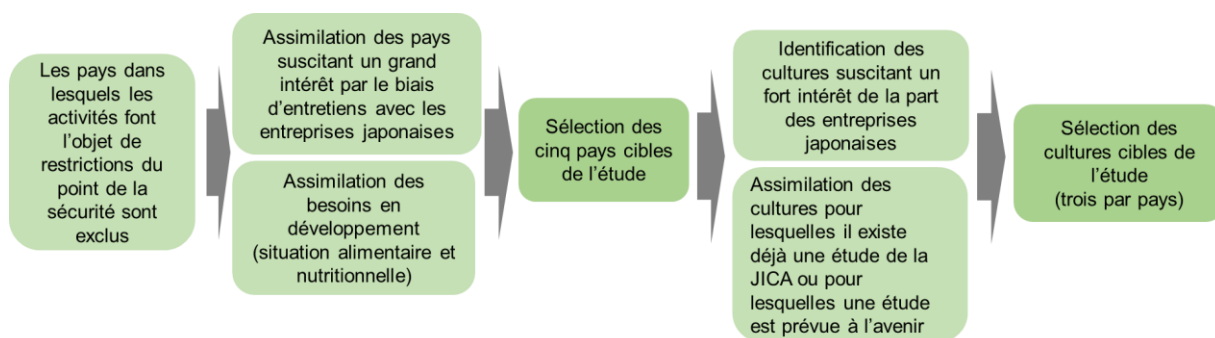 Les pays dans
lesquels les
activités font
l’objet de
restrictions du
point de la
sécurité sont
exclus
Assimilation des pays
suscitant un grand
intérêt par le biais
d’entretiens avec les
entreprises japonaises
Assimilation des
besoins en
développement
(situation alimentaire et
nutritionnelle)
Sélection des
cinq pays cibles
de l’étude
Identification des
cultures suscitant un
fort intérêt de la part
des entreprises
japonaises
Assimilation des
cultures pour
lesquelles il existe
déjà une étude de la
JICA ou pour
lesquelles une étude
est prévue à l’avenir
Sélection des
cultures cibles de
l’étude
(trois par pays)